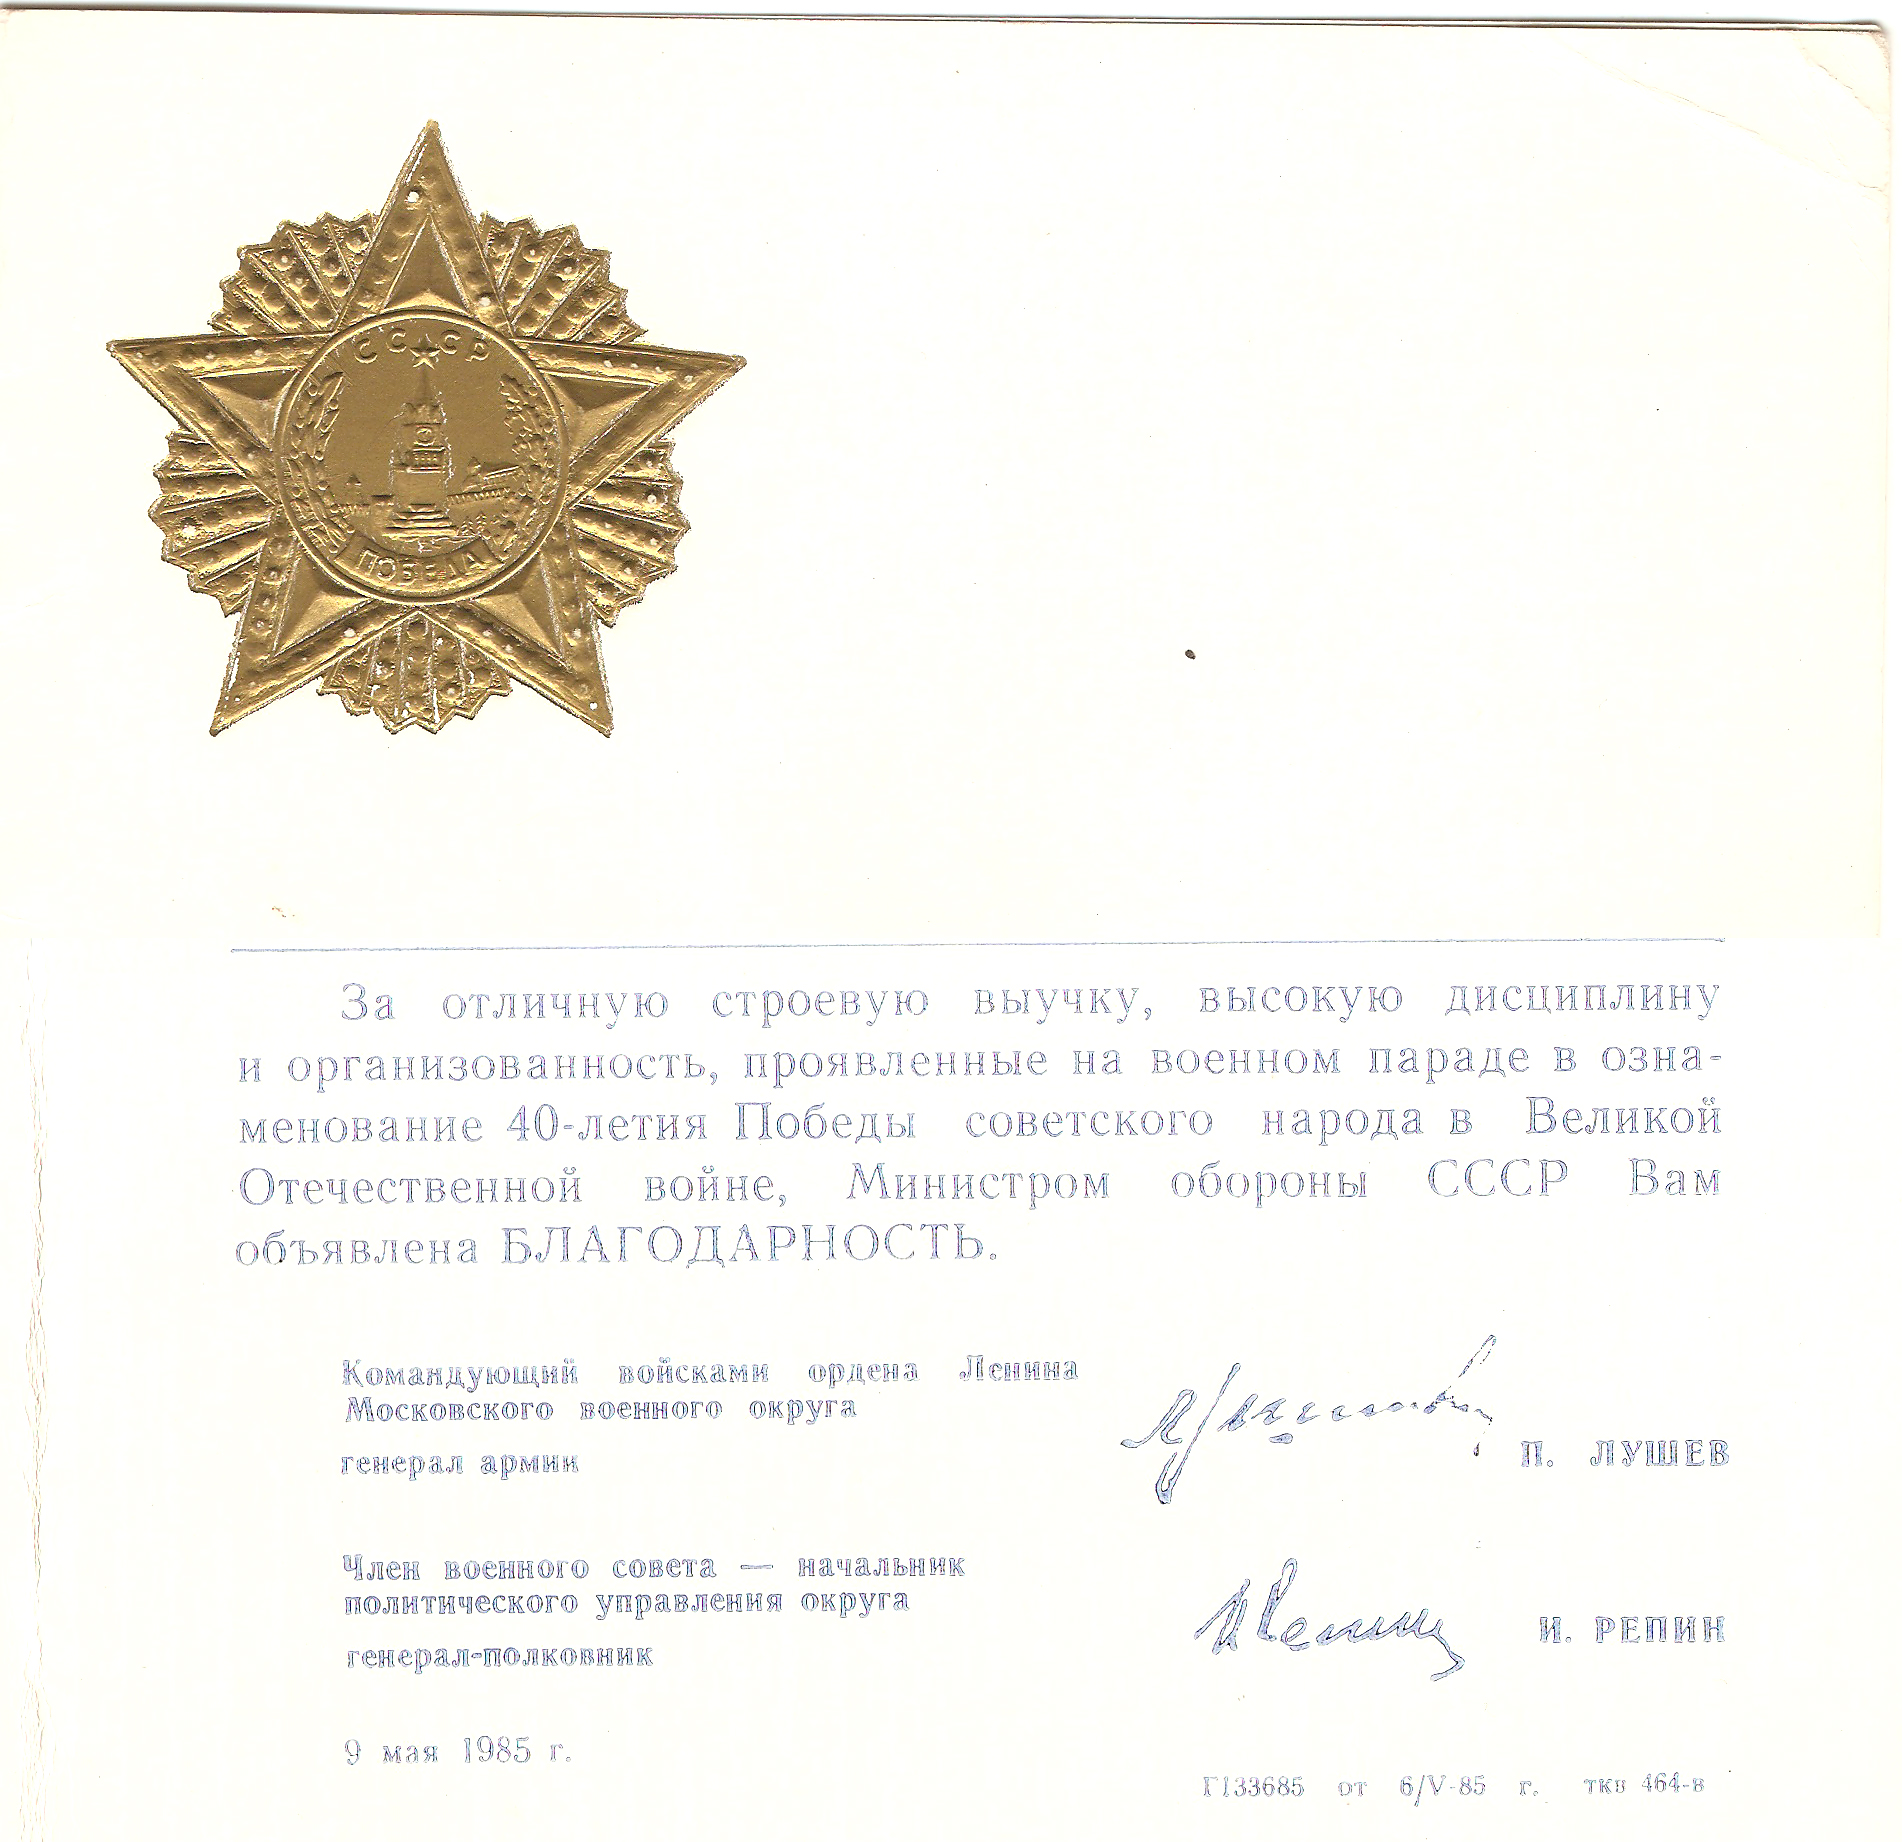 СССР
ПОБЕДА
За отличную строевую выучку, высокую дисциплину
и организованность, проявленные на военном параде в озна-
менование 40-летия Победы советского народа в Великой
Отечественной войне, Министром обороны СССР Вам
объявлена БЛАГОДАРНОСТЬ.
Командующий войсками ордена Ленина
Московского военного округа
генерал армии
П. ЛУШЕВ
Член военного совета — начальник
политического управления округа
генерал-полковник
И. РЕПИН
9 мая 1985 г.
Г133685 от 6/V-85 г. ткв 464-в